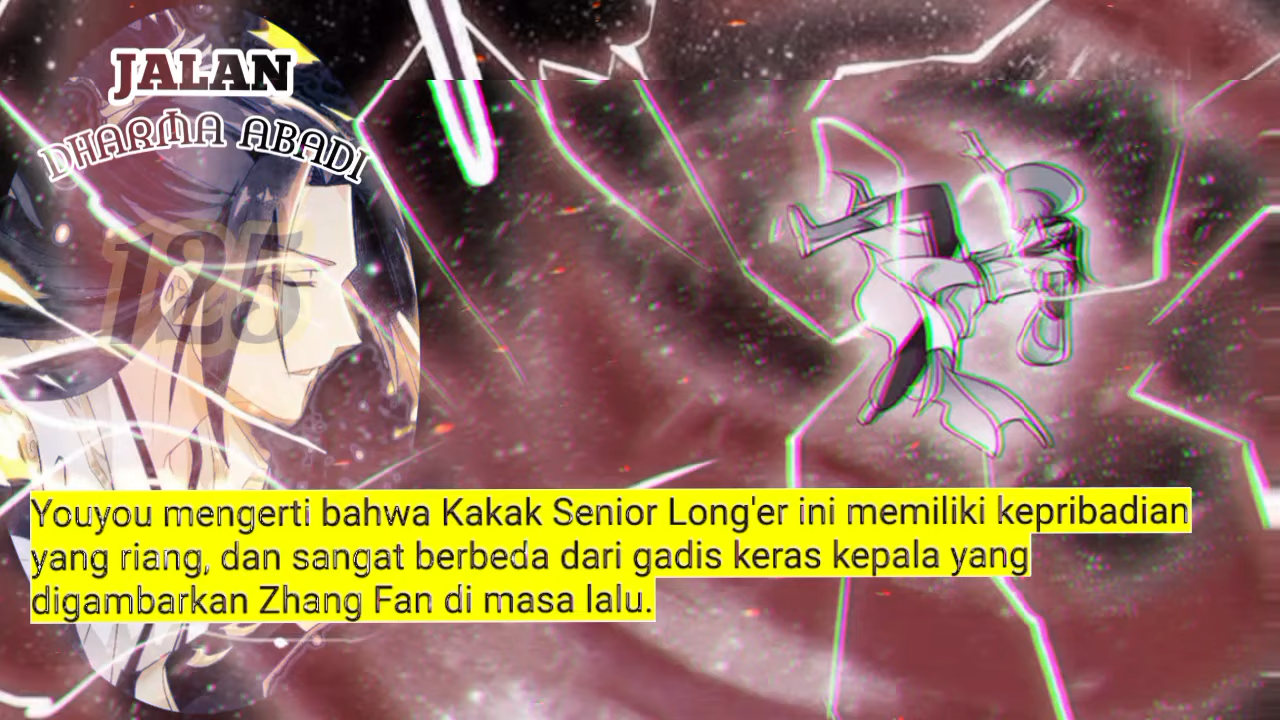 JALAN
DHARMA ABADI
125
Youyou mengerti bahwa Kakak Senior Long'er ini memiliki kepribadian
yang riang, dan sangat berbeda dari gadis keras kepala yang
digambarkan Zhang Fan di masa lalu.